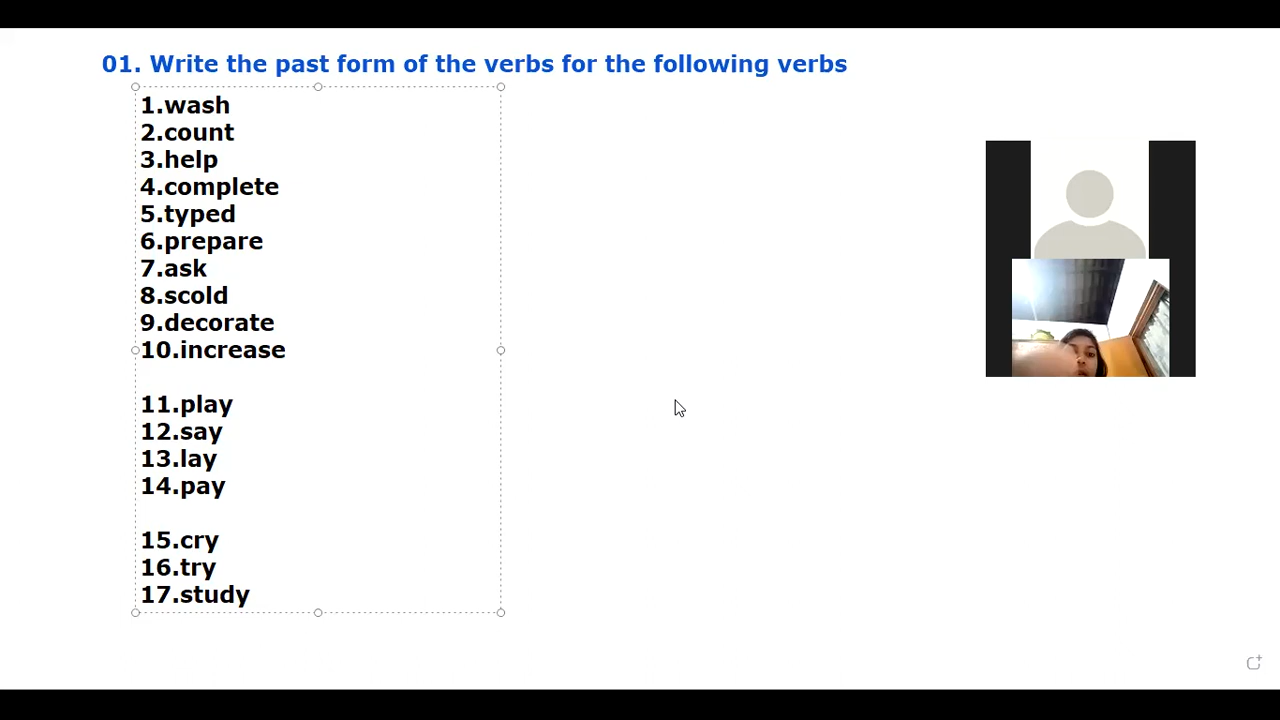 01. Write the past form of the verbs for the following verbs
1.wash
2.count
3.help
4.complete
5.typed
6.prepare
7.ask
8.scold
9.decorate
10.increase
11.play
12.say
13.lay
14.pay
15.cry
16.try
17.study